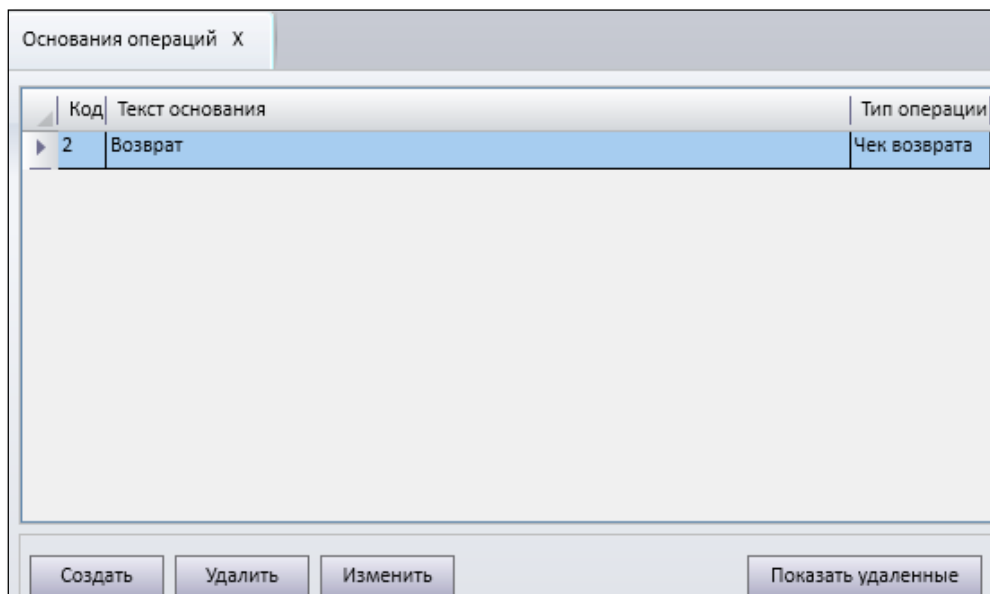 Основания операций X
Код Текст основания Тип операции
2 Возврат Чек возврата
Создать Удалить Изменить Показать удаленные